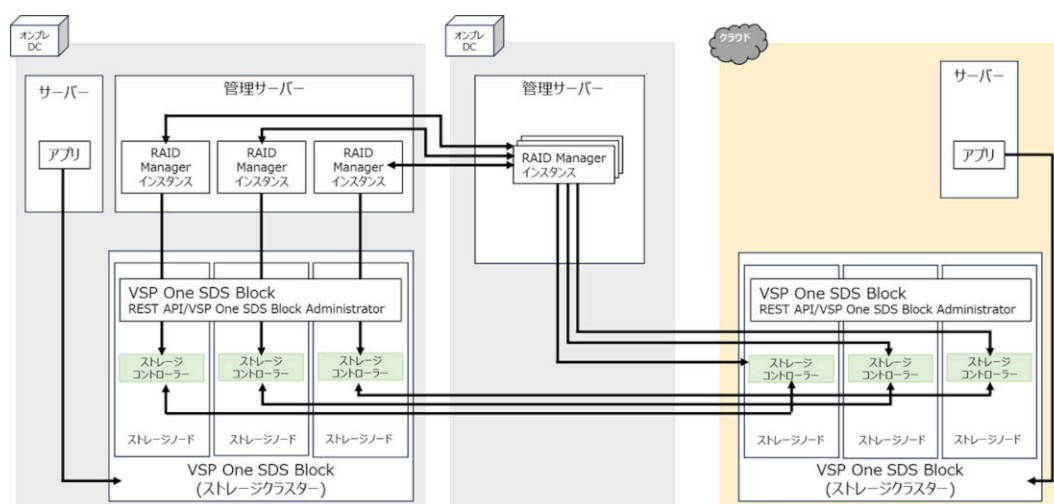 オンプレ
DC
サーバー
アプリ
管理サーバー
RAID
Manager
インスタンス
RAID
Manager
インスタンス
RAID
Manager
インスタンス
VSP One SDS Block
REST API/VSP One SDS Block Administrator
ストレージ
コントローラー
ストレージ
コントローラー
ストレージ
コントローラー
ストレージノード
ストレージノード
ストレージノード
VSP One SDS Block
(ストレージクラスター)
オンプレ
DC
管理サーバー
RAID Manager
インスタンス
クラウド
サーバー
アプリ
VSP One SDS Block
REST API/VSP One SDS Block Administrator
ストレージ
コントローラー
ストレージ
コントローラー
ストレージ
コントローラー
ストレージノード
ストレージノード
ストレージノード
VSP One SDS Block
(ストレージクラスター)